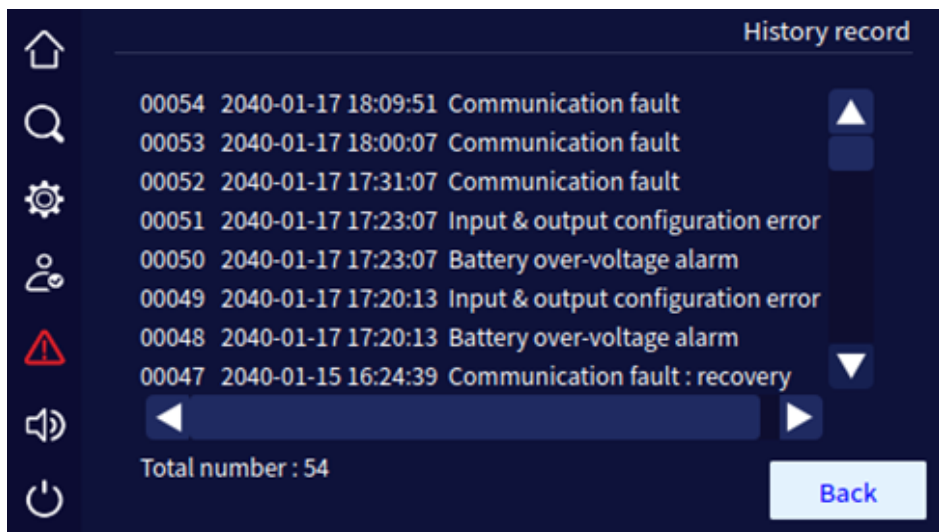 History record
00054 2040-01-17 18:09:51 Communication fault
00053 2040-01-17 18:00:07 Communication fault
00052 2040-01-17 17:31:07 Communication fault
00051 2040-01-17 17:23:07 Input & output configuration error
00050 2040-01-17 17:23:07 Battery over-voltage alarm
00049 2040-01-17 17:20:13 Input & output configuration error
00048 2040-01-17 17:20:13 Battery over-voltage alarm
00047 2040-01-15 16:24:39 Communication fault : recovery
Total number : 54
Back